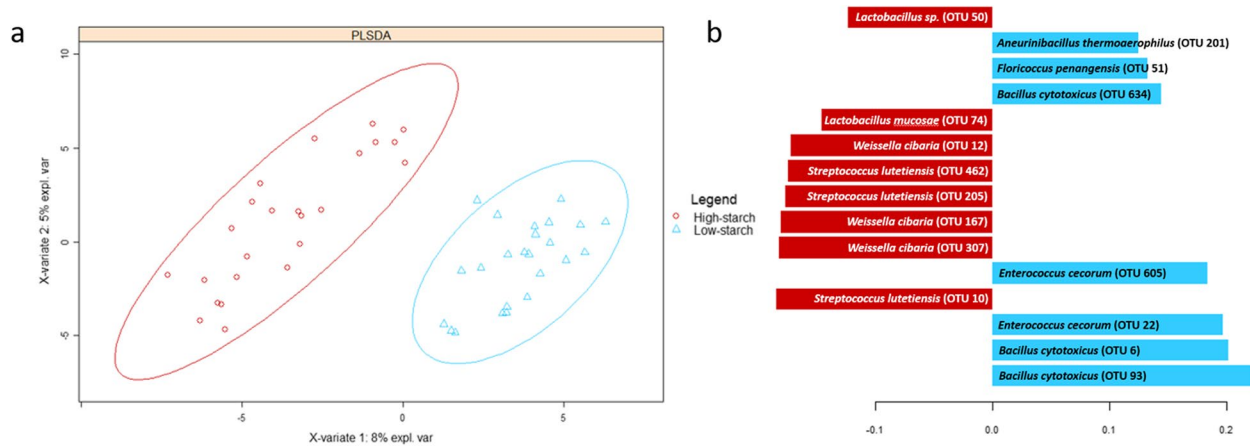 a
PLSDA
X-variate 2: 5% expl. var
10
5
0
-5
-5
0
5
X-variate 1: 8% expl. var
Legend
High-starch
Low-starch
b
Lactobacillus sp. (OTU 50)
Aneurinibacillus thermoaerophilus (OTU 201)
Floricoccus penangensis (OTU 51)
Bacillus cytotoxicus (OTU 634)
Lactobacillus mucosae (OTU 74)
Weissella cibaria (OTU 12)
Streptococcus lutetiensis (OTU 462)
Streptococcus lutetiensis (OTU 205)
Weissella cibaria (OTU 167)
Weissella cibaria (OTU 307)
Enterococcus cecorum (OTU 605)
Streptococcus lutetiensis (OTU 10)
Enterococcus cecorum (OTU 22)
Bacillus cytotoxicus (OTU 6)
Bacillus cytotoxicus (OTU 93)
-0.1
0.0
0.1
0.2